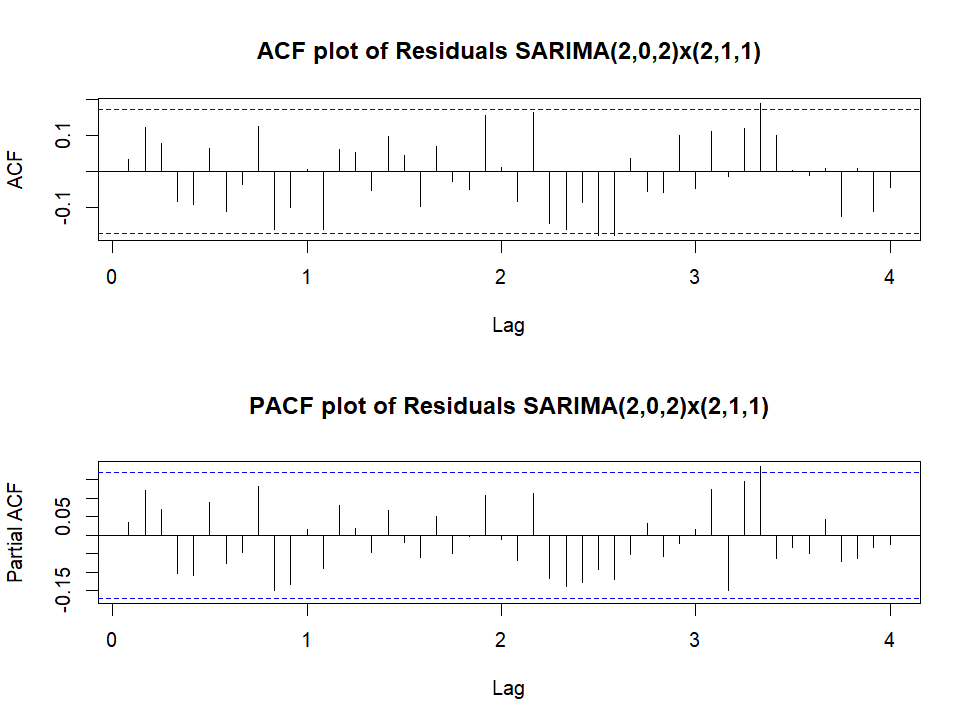 ACF plot of Residuals SARIMA(2,0,2)x(2,1,1)
ACF
0.1
-0.1
0 1 2 3 4
Lag
PACF plot of Residuals SARIMA(2,0,2)x(2,1,1)
Partial ACF
0.05
-0.15
0 1 2 3 4
Lag